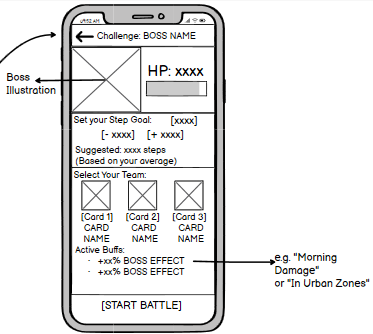 09:52 AM
Challenge: BOSS NAME
Boss
Illustration
HP: xxxx
Set your Step Goal: [xxxx]
[- xxxx] [+ xxxx]
Suggested: xxxx steps
(Based on your average)
Select Your Team:
[Card 1] [Card 2] [Card 3]
CARD CARD CARD
NAME NAME NAME
Active Buffs:
- +xx% BOSS EFFECT
- +xx% BOSS EFFECT
e.g. "Morning
Damage"
or "In Urban Zones"
[START BATTLE]